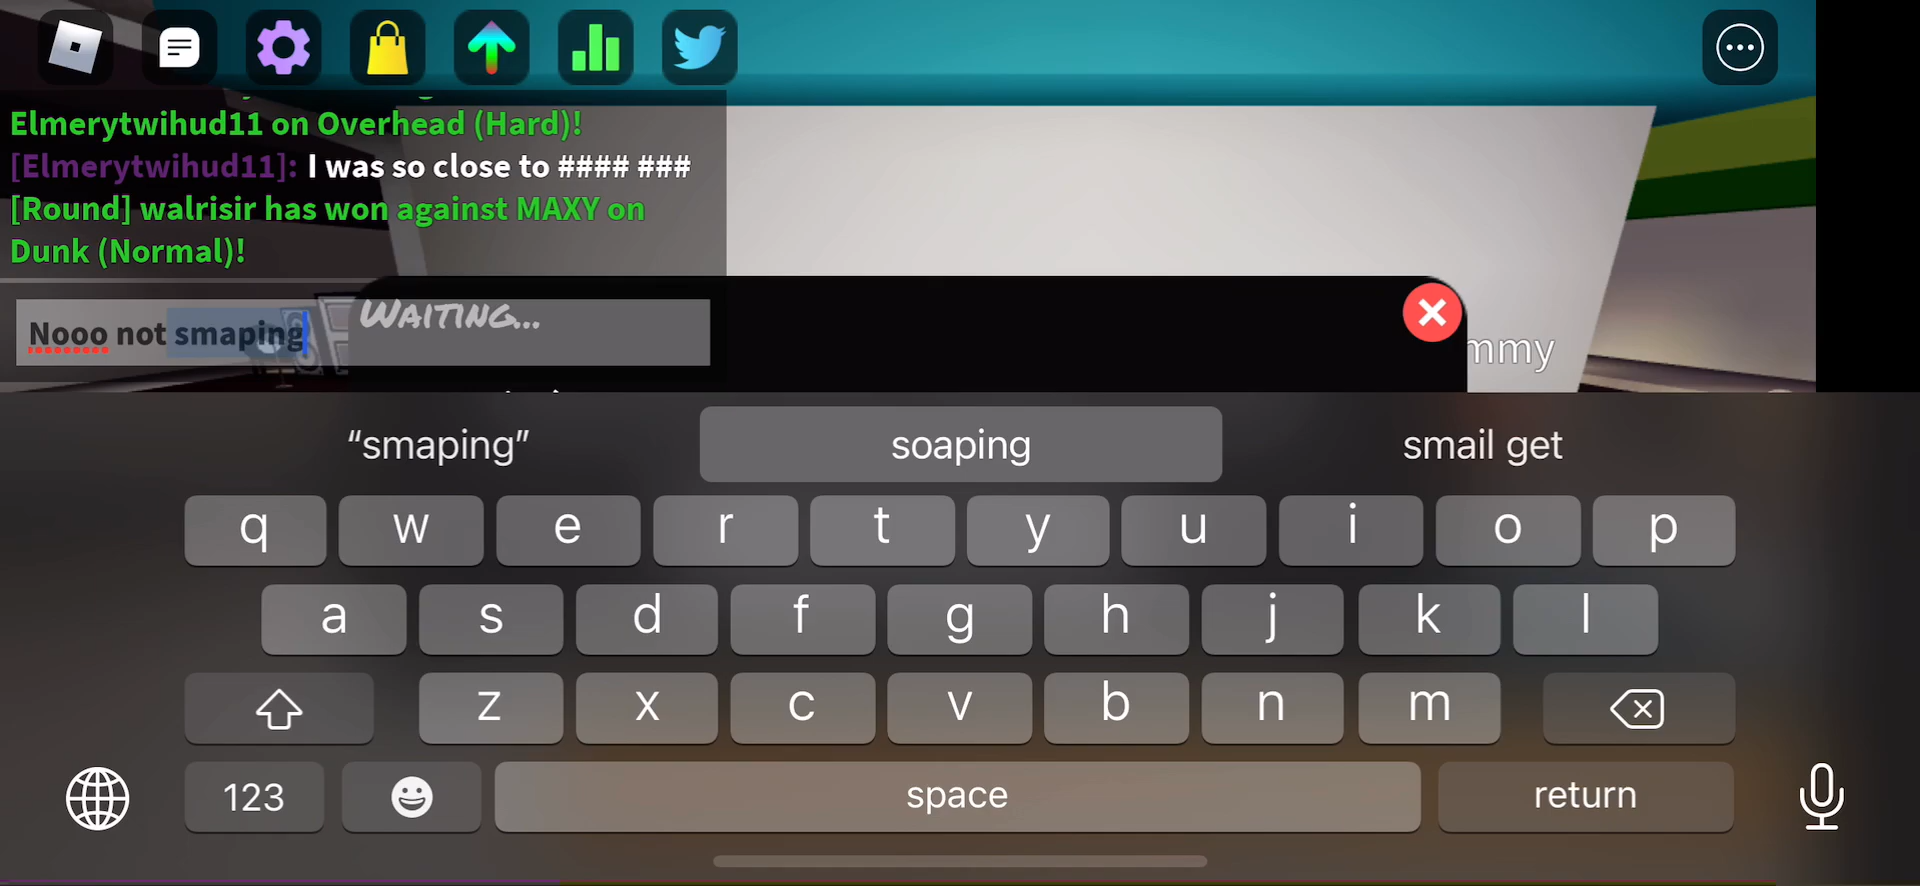 Elmerytwihud11 on Overhead (Hard)!
[Elmerytwihud11]: I was so close to #### ###
[Round] walrisir has won against MAXY on
Dunk (Normal)!
Nooo not smaping
WAITING...
mmy
“smaping”
soaping
smail get
q w e r t y u i o p
a s d f g h j k l
z x c v b n m
123
space
return